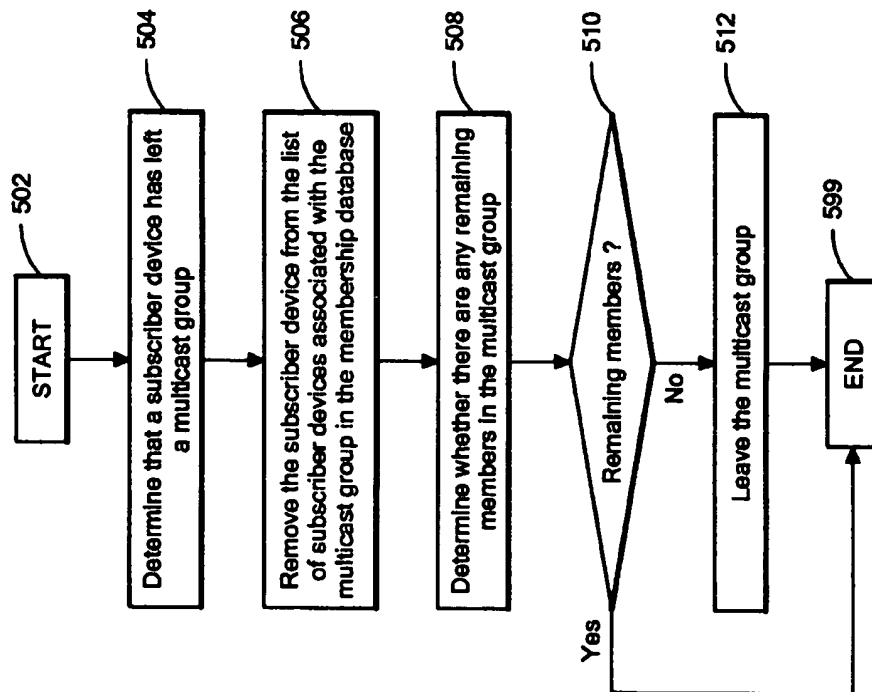 START
502
Determine that a subscriber device has left
a multicast group
504
Remove the subscriber device from the list
of subscriber devices associated with the
multicast group in the membership database
506
Determine whether there are any remaining
members in the multicast group
508
Remaining members ?
510
Yes
No
Leave the multicast group
512
END
599